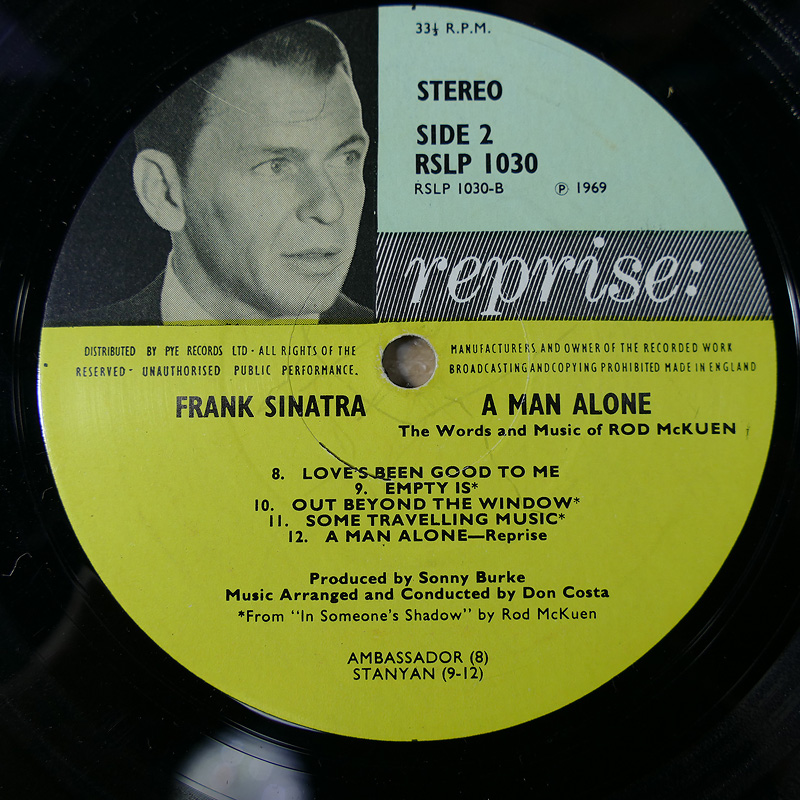 33⅓ R.P.M.
STEREO
SIDE 2
RSLP 1030
RSLP 1030-B ℗ 1969
reprise:
DISTRIBUTED BY PYE RECORDS LTD · ALL RIGHTS OF THE MANUFACTURERS AND OWNER OF THE RECORDED WORK
RESERVED - UNAUTHORISED PUBLIC PERFORMANCE. BROADCASTING AND COPYING PROHIBITED MADE IN ENGLAND
FRANK SINATRA A MAN ALONE
The Words and Music of ROD McKUEN
8. LOVE'S BEEN GOOD TO ME
9. EMPTY IS*
10. OUT BEYOND THE WINDOW*
11. SOME TRAVELLING MUSIC*
12. A MAN ALONE—Reprise
Produced by Sonny Burke
Music Arranged and Conducted by Don Costa
*From "In Someone's Shadow" by Rod McKuen
AMBASSADOR (8)
STANYAN (9-12)